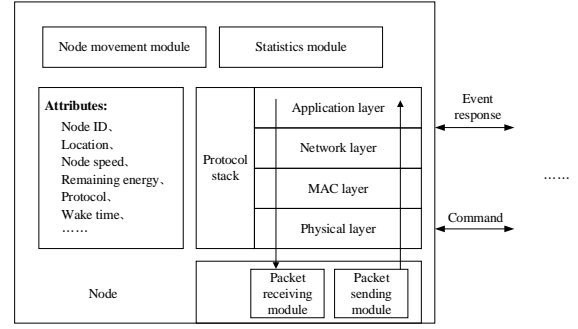 Node movement module
Statistics module
Attributes:
Node ID、
Location、
Node speed、
Remaining energy、
Protocol、
Wake time、
……
Protocol
stack
Application layer
Network layer
MAC layer
Physical layer
Event
response
……
Command
Node
Packet
receiving
module
Packet
sending
module